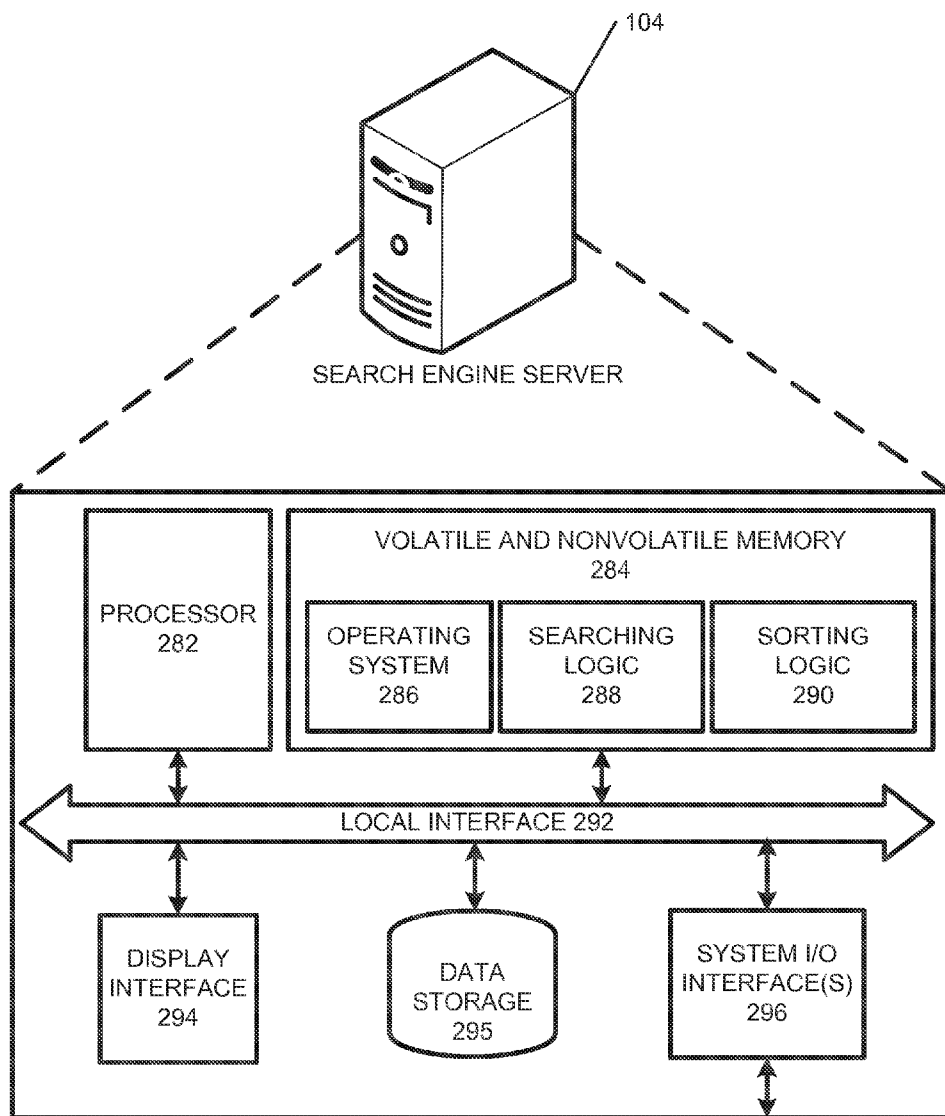 104
SEARCH ENGINE SERVER
VOLATILE AND NONVOLATILE MEMORY
284
PROCESSOR
282
OPERATING
SYSTEM
286
SEARCHING
LOGIC
288
SORTING
LOGIC
290
LOCAL INTERFACE 292
DISPLAY
INTERFACE
294
DATA
STORAGE
295
SYSTEM I/O
INTERFACE(S)
296